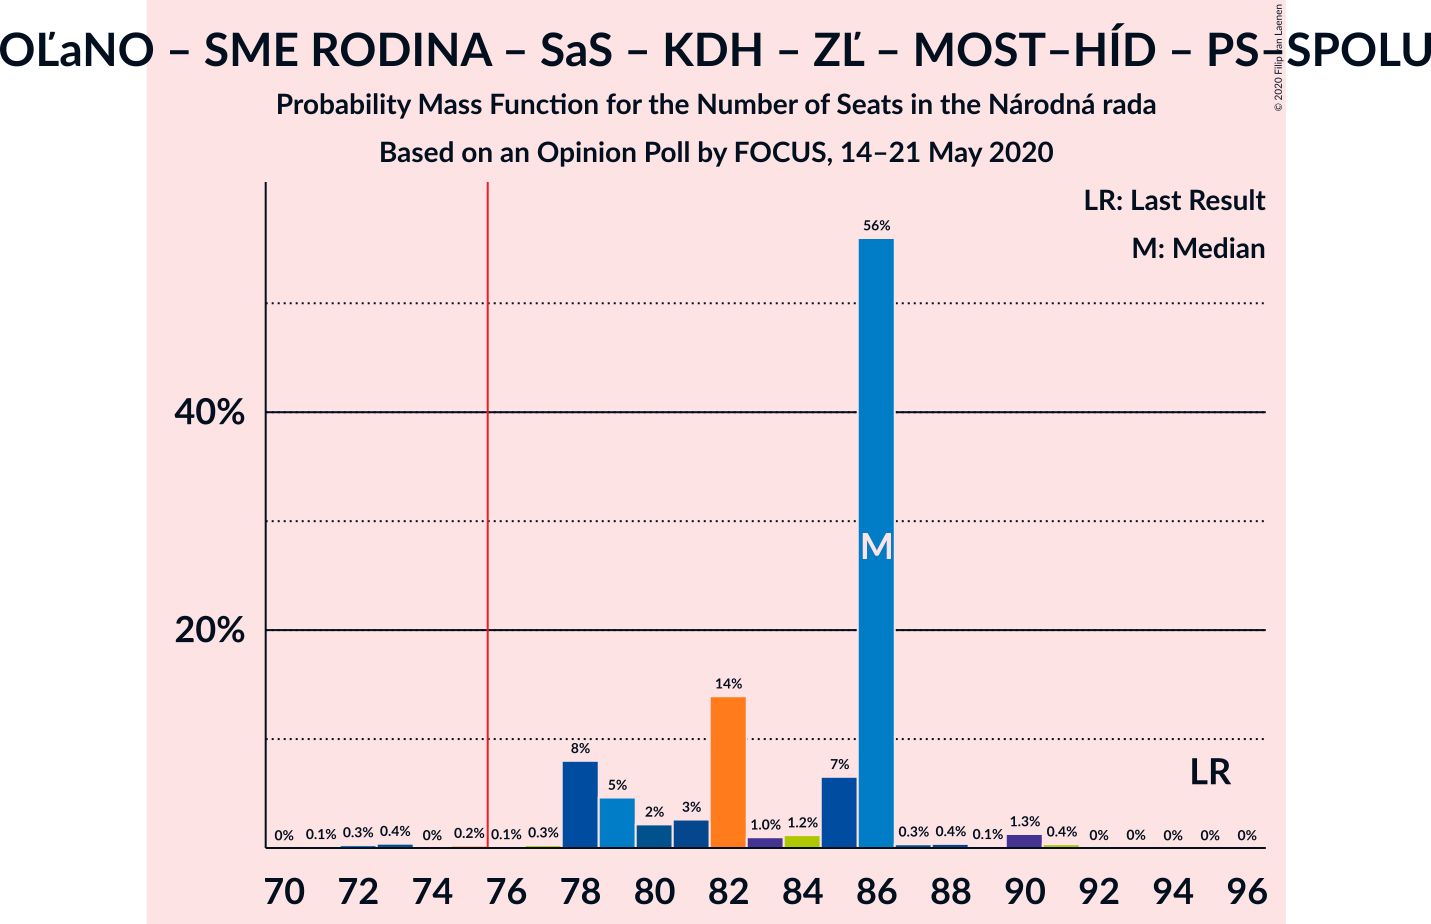 OĽaNO – SME RODINA – SaS – KDH – ZĽ – MOST–HÍD – PS–SPOLU
© 2020 Filip van Laenen
Probability Mass Function for the Number of Seats in the Národná rada
Based on an Opinion Poll by FOCUS, 14–21 May 2020
LR: Last Result
M: Median
56%
40%
M
20%
14%
8%
7%
LR
5%
2%
3%
0% 0.1% 0.3% 0.4% 0% 0.2% 0.1% 0.3% 1.0% 1.2% 0.3% 0.4% 0.1% 1.3% 0.4% 0% 0% 0% 0% 0%
70 72 74 76 78 80 82 84 86 88 90 92 94 96